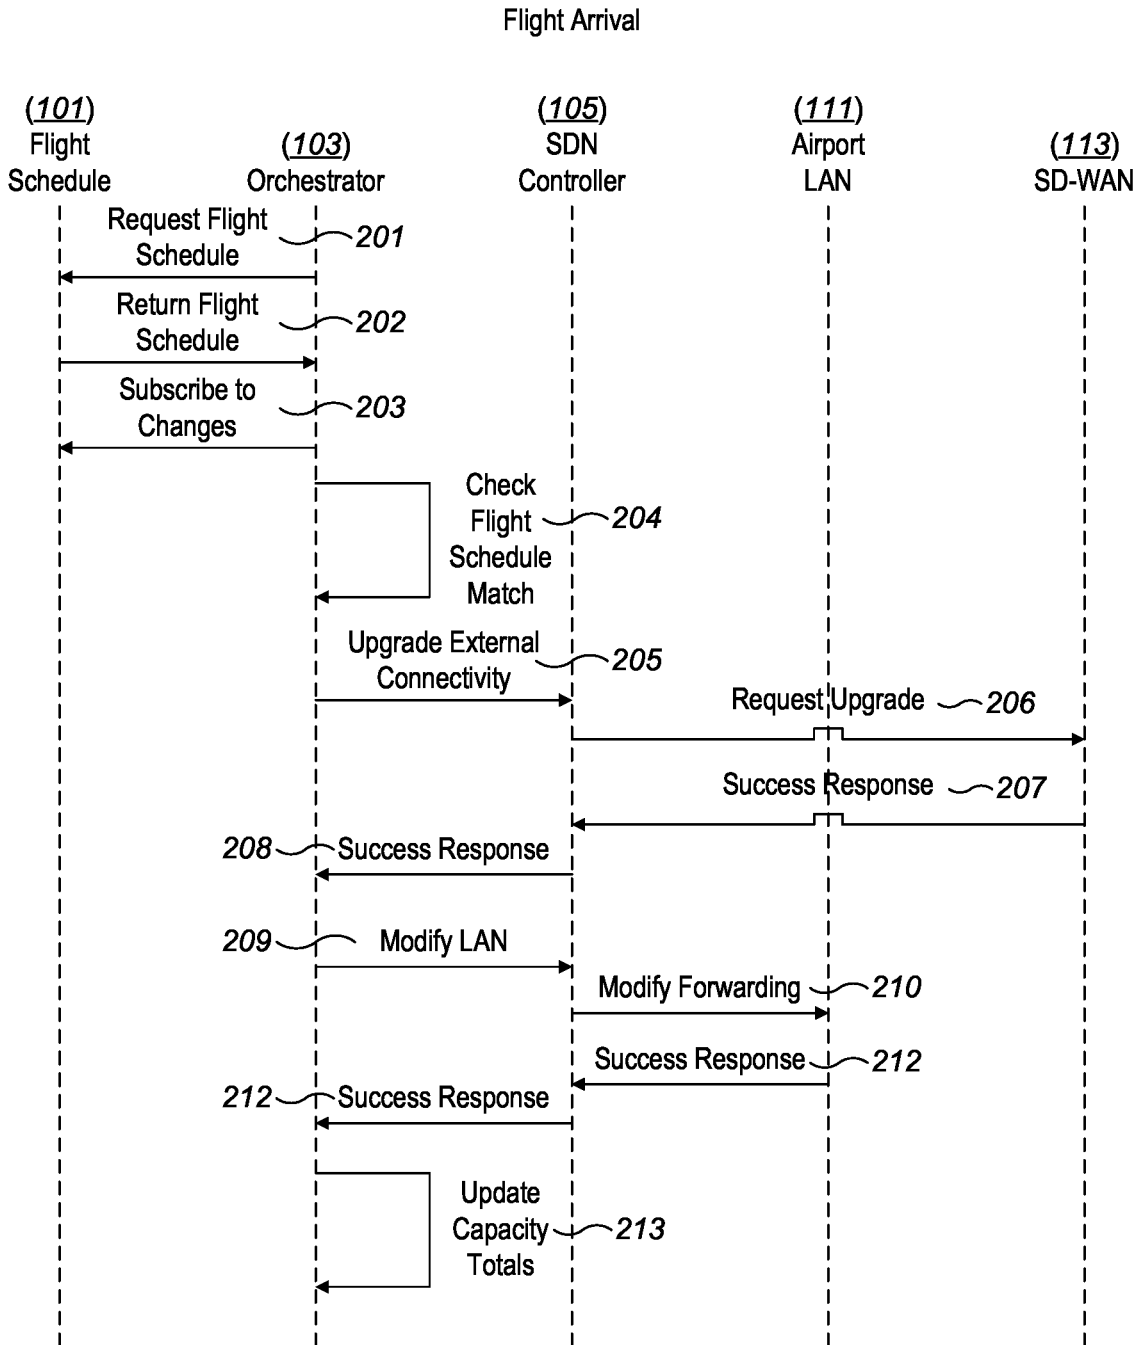 Flight Arrival
(101)
Flight
Schedule
(103)
Orchestrator
(105)
SDN
Controller
(111)
Airport
LAN
(113)
SD-WAN
Request Flight
Schedule
201
Return Flight
Schedule
202
Subscribe to
Changes
203
Check
Flight
Schedule
Match
204
Upgrade External
Connectivity
205
Request Upgrade
206
Success Response
207
208
Success Response
209
Modify LAN
Modify Forwarding
210
Success Response
212
212
Success Response
Update
Capacity
Totals
213